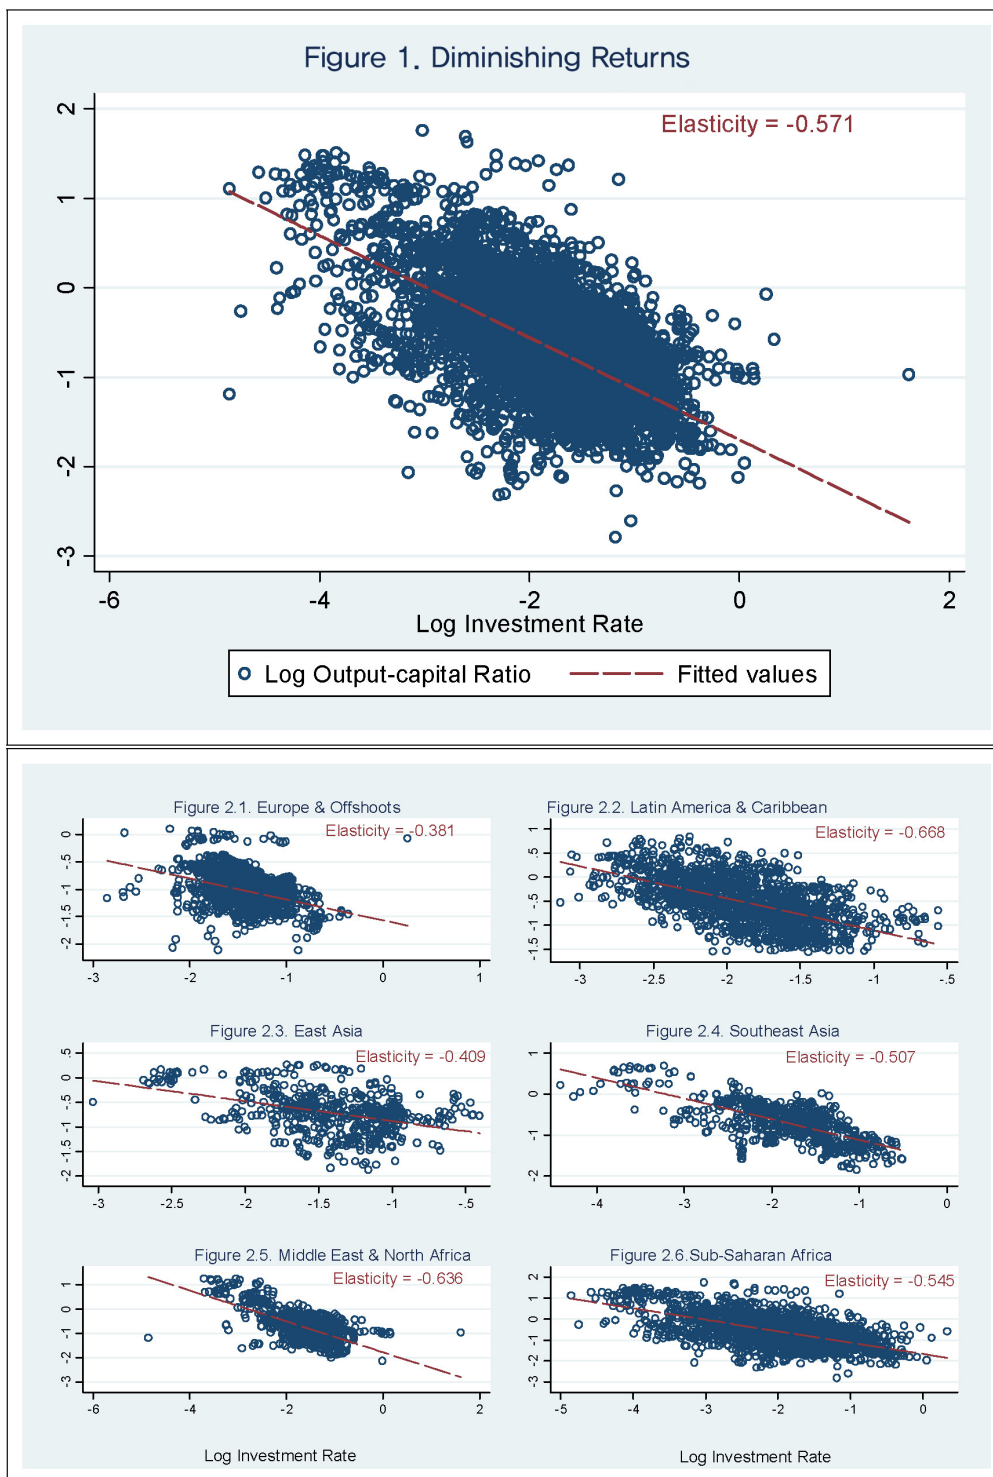 Figure 1. Diminishing Returns
Elasticity = -0.571
2
1
0
-1
-2
-3
-6 -4 -2 0 2
Log Investment Rate
Log Output-capital Ratio Fitted values
Figure 2.1. Europe & Offshoots
Elasticity = -0.381
0
-.5
-1
-1.5
-2
-3 -2 -1 0 1
Figure 2.2. Latin America & Caribbean
Elasticity = -0.668
1
.5
0
-.5
-1
-1.5
-3 -2.5 -2 -1.5 -1 -.5
Figure 2.3. East Asia
Elasticity = -0.409
.5
0
-.5
-1
-1.5
-2
-3 -2.5 -2 -1.5 -1 -.5
Figure 2.4. Southeast Asia
Elasticity = -0.507
1
0
-1
-2
-4 -3 -2 -1 0
Figure 2.5. Middle East & North Africa
Elasticity = -0.636
1
0
-1
-2
-3
-6 -4 -2 0 2
Log Investment Rate
Figure 2.6.Sub-Saharan Africa
Elasticity = -0.545
2
1
0
-1
-2
-3
-5 -4 -3 -2 -1 0
Log Investment Rate